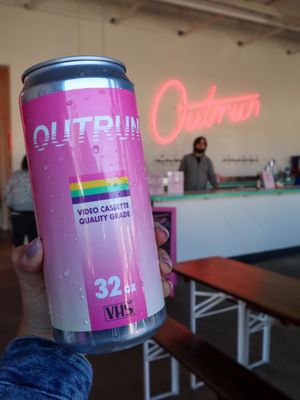 Outrun
OUTRUN
VIDEO CASSETTE
QUALITY GRADE
32 oz
VHS